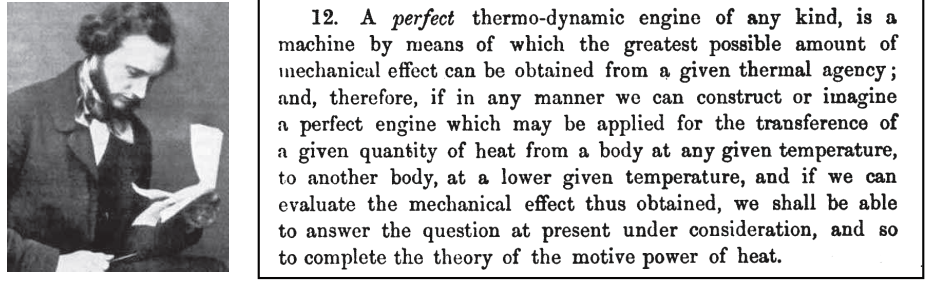 12. A perfect thermo-dynamic engine of any kind, is a
machine by means of which the greatest possible amount of
mechanical effect can be obtained from a given thermal agency;
and, therefore, if in any manner we can construct or imagine
a perfect engine which may be applied for the transference of
a given quantity of heat from a body at any given temperature,
to another body, at a lower given temperature, and if we can
evaluate the mechanical effect thus obtained, we shall be able
to answer the question at present under consideration, and so
to complete the theory of the motive power of heat.